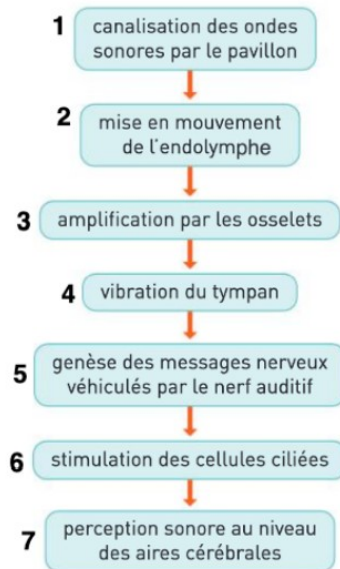 1 canalisation des ondes
sonores par le pavillon
2 mise en mouvement
de l'endolymphe
3 amplification par les osselets
4 vibration du tympan
5 genèse des messages nerveux
véhiculés par le nerf auditif
6 stimulation des cellules ciliées
7 perception sonore au niveau
des aires cérébrales